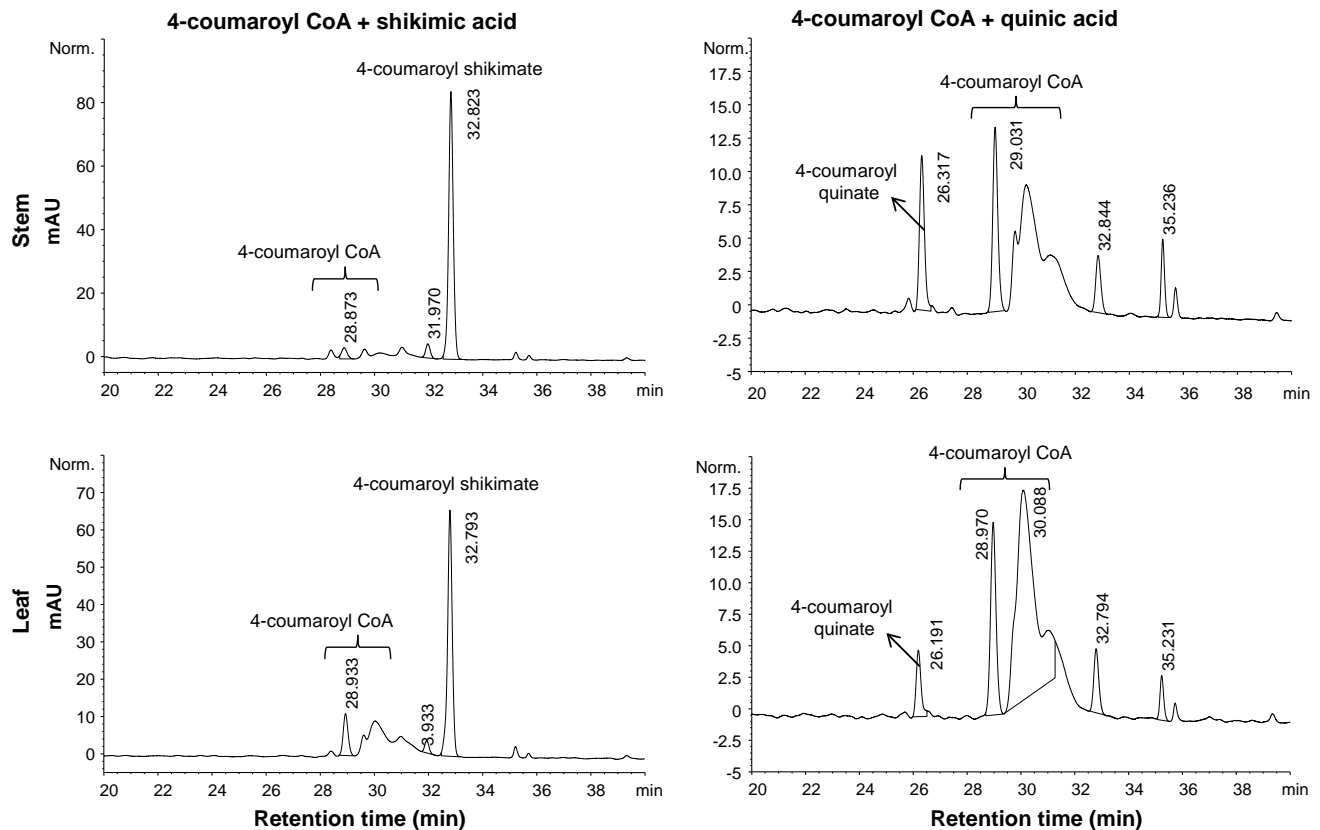 4-coumaroyl CoA + shikimic acid
Norm.
4-coumaroyl shikimate
32.823
4-coumaroyl CoA
28.873
31.970
80
60
40
20
0
20 22 24 26 28 30 32 34 36 38 min
Stem
mAU
4-coumaroyl CoA + quinic acid
Norm.
17.5
15.0
12.5
10.0
7.5
5.0
2.5
0
-5
4-coumaroyl CoA
4-coumaroyl
quinate
26.317
29.031
32.844
35.236
20 22 24 26 28 30 32 34 36 38 min
Norm.
70
60
50
40
30
20
10
0
4-coumaroyl shikimate
32.793
4-coumaroyl CoA
28.933
3.933
20 22 24 26 28 30 32 34 36 38 min
Leaf
mAU
Retention time (min)
Norm.
17.5
15.0
12.5
10.0
7.5
5.0
2.5
0
-2.5
-5
4-coumaroyl CoA
4-coumaroyl
quinate
26.191
28.970
30.088
32.794
35.231
20 22 24 26 28 30 32 34 36 38 min
Retention time (min)